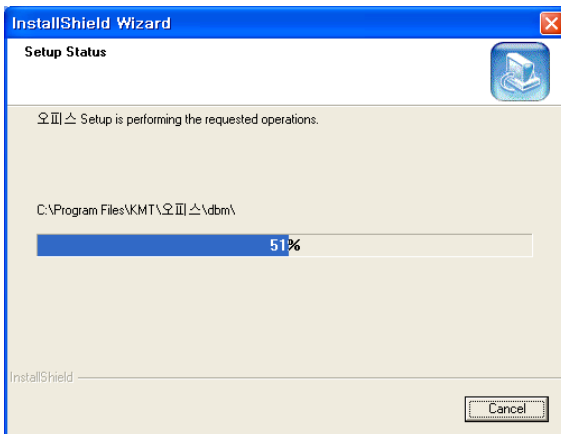 InstallShield Wizard
Setup Status
오피스 Setup is performing the requested operations.
C:\Program Files\KMT\오피스\dbm\
51%
InstallShield
Cancel